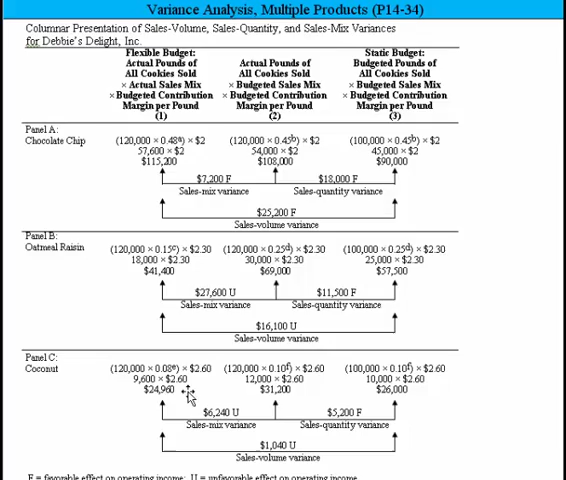 Variance Analysis, Multiple Products (P14-34)
Columnar Presentation of Sales-Volume, Sales-Quantity, and Sales-Mix Variances
for Debbie's Delight, Inc.
Flexible Budget: Static Budget:
Actual Pounds of Actual Pounds of Budgeted Pounds of
All Cookies Sold All Cookies Sold All Cookies Sold
× Actual Sales Mix × Budgeted Sales Mix × Budgeted Sales Mix
× Budgeted Contribution × Budgeted Contribution × Budgeted Contribution
Margin per Pound Margin per Pound Margin per Pound
(1) (2) (3)
Panel A:
Chocolate Chip (120,000 × 0.48ᵃ) × $2 (120,000 × 0.45ᵇ) × $2 (100,000 × 0.45ᵇ) × $2
57,600 × $2 54,000 × $2 45,000 × $2
$115,200 $108,000 $90,000
$7,200 F $18,000 F
Sales-mix variance Sales-quantity variance
$25,200 F
Sales-volume variance
Panel B:
Oatmeal Raisin (120,000 × 0.15ᶜ) × $2.30 (120,000 × 0.25ᵈ) × $2.30 (100,000 × 0.25ᵈ) × $2.30
18,000 × $2.30 30,000 × $2.30 25,000 × $2.30
$41,400 $69,000 $57,500
$27,600 U $11,500 F
Sales-mix variance Sales-quantity variance
$16,100 U
Sales-volume variance
Panel C:
Coconut (120,000 × 0.08ᵉ) × $2.60 (120,000 × 0.10ᶠ) × $2.60 (100,000 × 0.10ᶠ) × $2.60
9,600 × $2.60 12,000 × $2.60 10,000 × $2.60
$24,960 $31,200 $26,000
$6,240 U $5,200 F
Sales-mix variance Sales-quantity variance
$1,040 U
Sales-volume variance
F = favorable effect on operating income; U = unfavorable effect on operating income